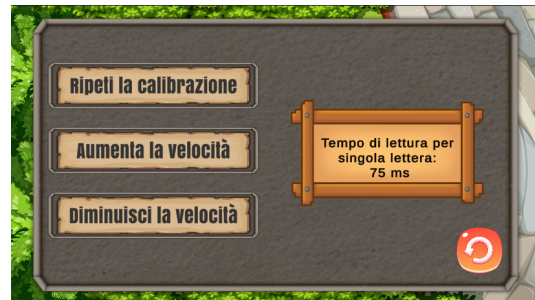 Ripeti la calibrazione
Aumenta la velocità
Diminuisci la velocità
Tempo di lettura per
singola lettera:
75 ms